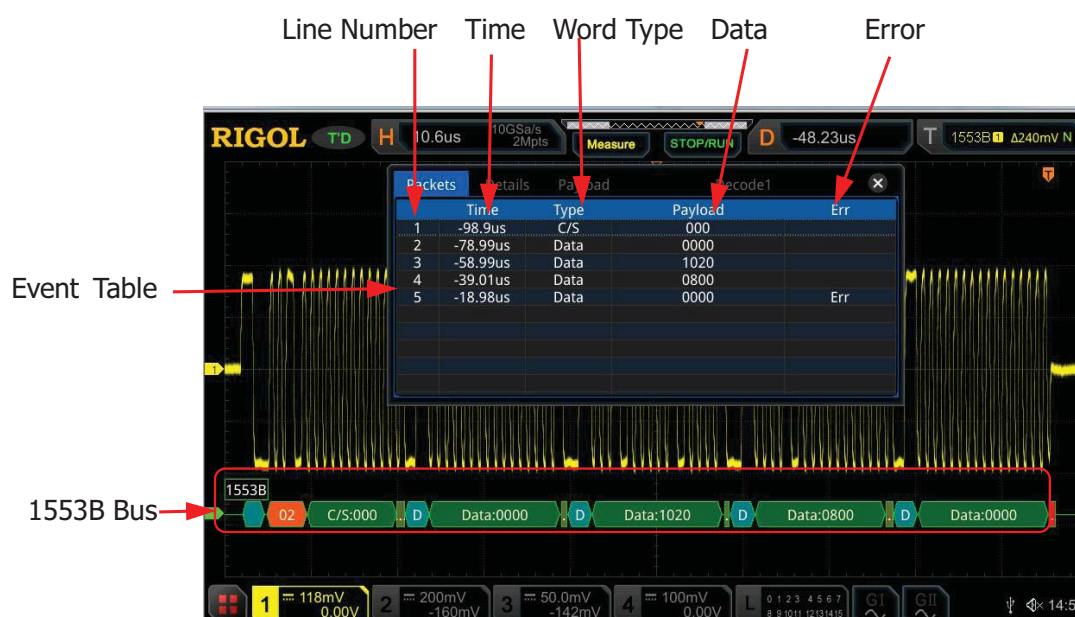 Line Number Time Word Type Data Error
RIGOL T'D H 10.6us 10GSa/s 2Mpts Measure STOP/RUN D -48.23us T 1553B 1 Δ240mV N
T
Packets Details Payload Decode1
Time Type Payload Err
1 -98.9us C/S 000
2 -78.99us Data 0000
3 -58.99us Data 1020
4 -39.01us Data 0800
5 -18.98us Data 0000 Err
Event Table
1
1553B
1553B Bus
02 C/S:000 D Data:0000 D Data:1020 D Data:0800 D Data:0000
1 118mV 0.00V 2 200mV -160mV 3 50.0mV -142mV 4 100mV 0.00V L 0 1 2 3 4 5 6 7 8 9 10 11 12 13 14 15 GI GII 14:5